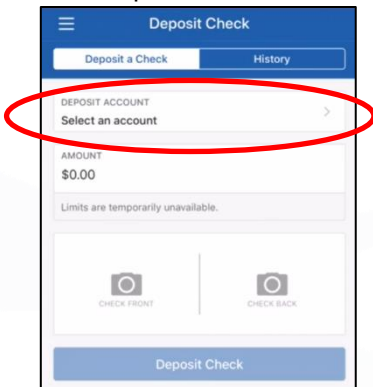 Deposit Check
Deposit a Check History
DEPOSIT ACCOUNT
Select an account
AMOUNT
$0.00
Limits are temporarily unavailable.
CHECK FRONT CHECK BACK
Deposit Check